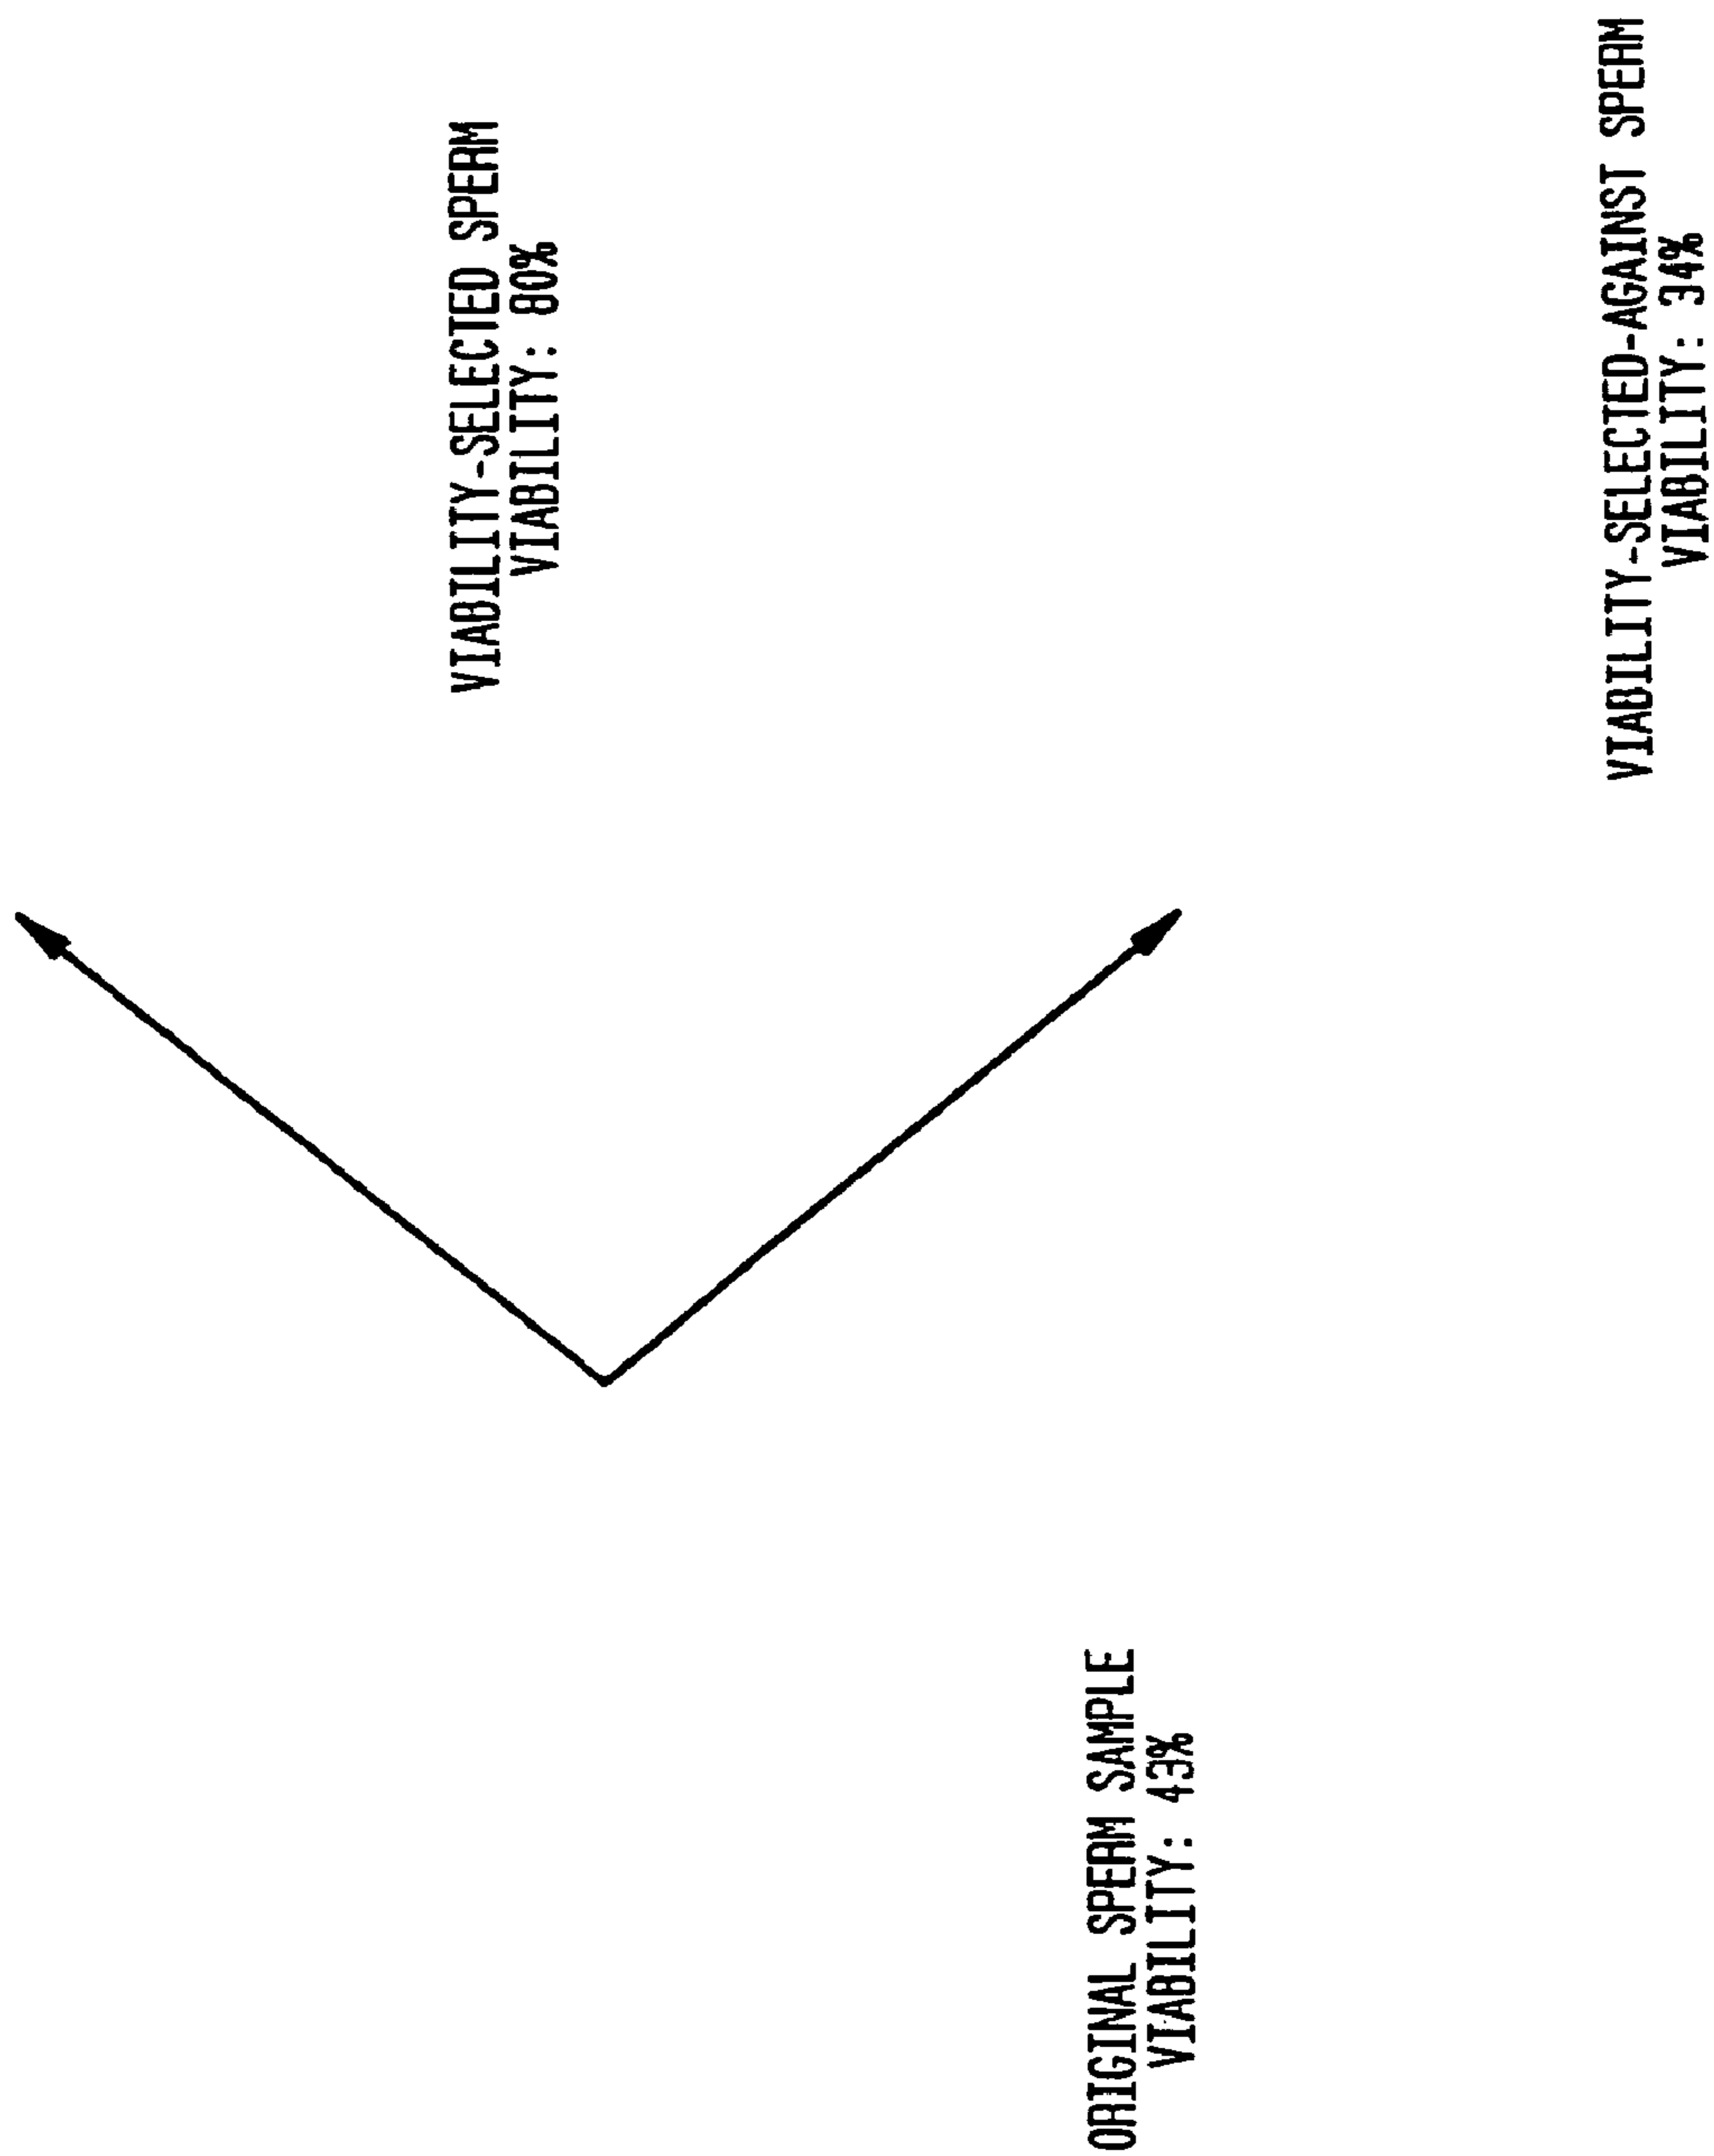 VIABILITY-SELECTED SPERM
VIABILITY: 80%
ORIGINAL SPERM SAMPLE
VIABILITY: 43%
VIABILITY-SELECTED-AGAINST SPERM
VIABILITY: 34%